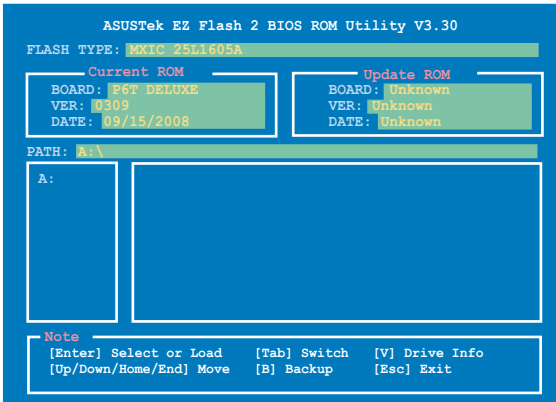 ASUSTek EZ Flash 2 BIOS ROM Utility V3.30
FLASH TYPE: MXIC 25L1605A
Current ROM
BOARD: P6T DELUXE
VER: 0309
DATE: 09/15/2008
Update ROM
BOARD: Unknown
VER: Unknown
DATE: Unknown
PATH: A:\
A:
Note
[Enter] Select or Load [Tab] Switch [V] Drive Info
[Up/Down/Home/End] Move [B] Backup [Esc] Exit